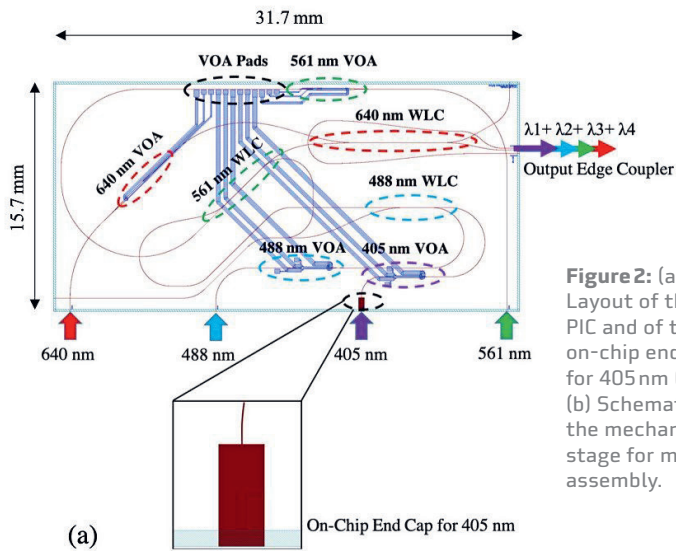 31.7 mm
VOA Pads
561 nm VOA
640 nm WLC
λ1+ λ2+ λ3+ λ4
Output Edge Coupler
640 nm VOA
561 nm WLC
488 nm WLC
15.7 mm
488 nm VOA
405 nm VOA
640 nm
488 nm
405 nm
561 nm
On-Chip End Cap for 405 nm
(a)
Figure 2: (a
Layout of th
PIC and of t
on-chip end
for 405 nm
(b) Schemat
the mechan
stage for m
assembly.